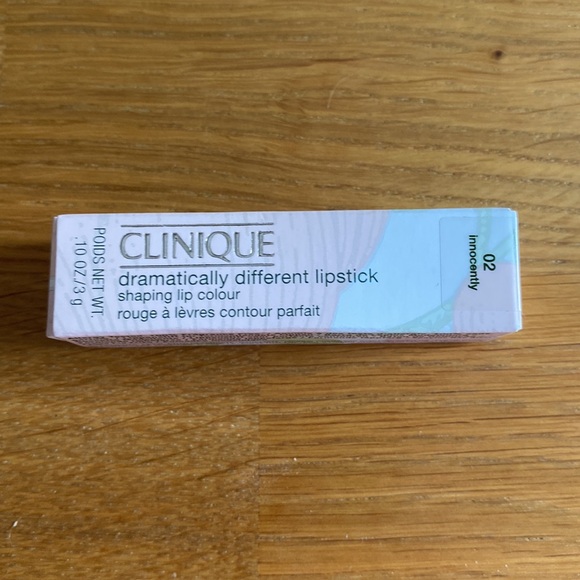 POIDS NET WT.
.10 OZ/3 g
CLINIQUE
dramatically different lipstick
shaping lip colour
rouge à lèvres contour parfait
02
innocently